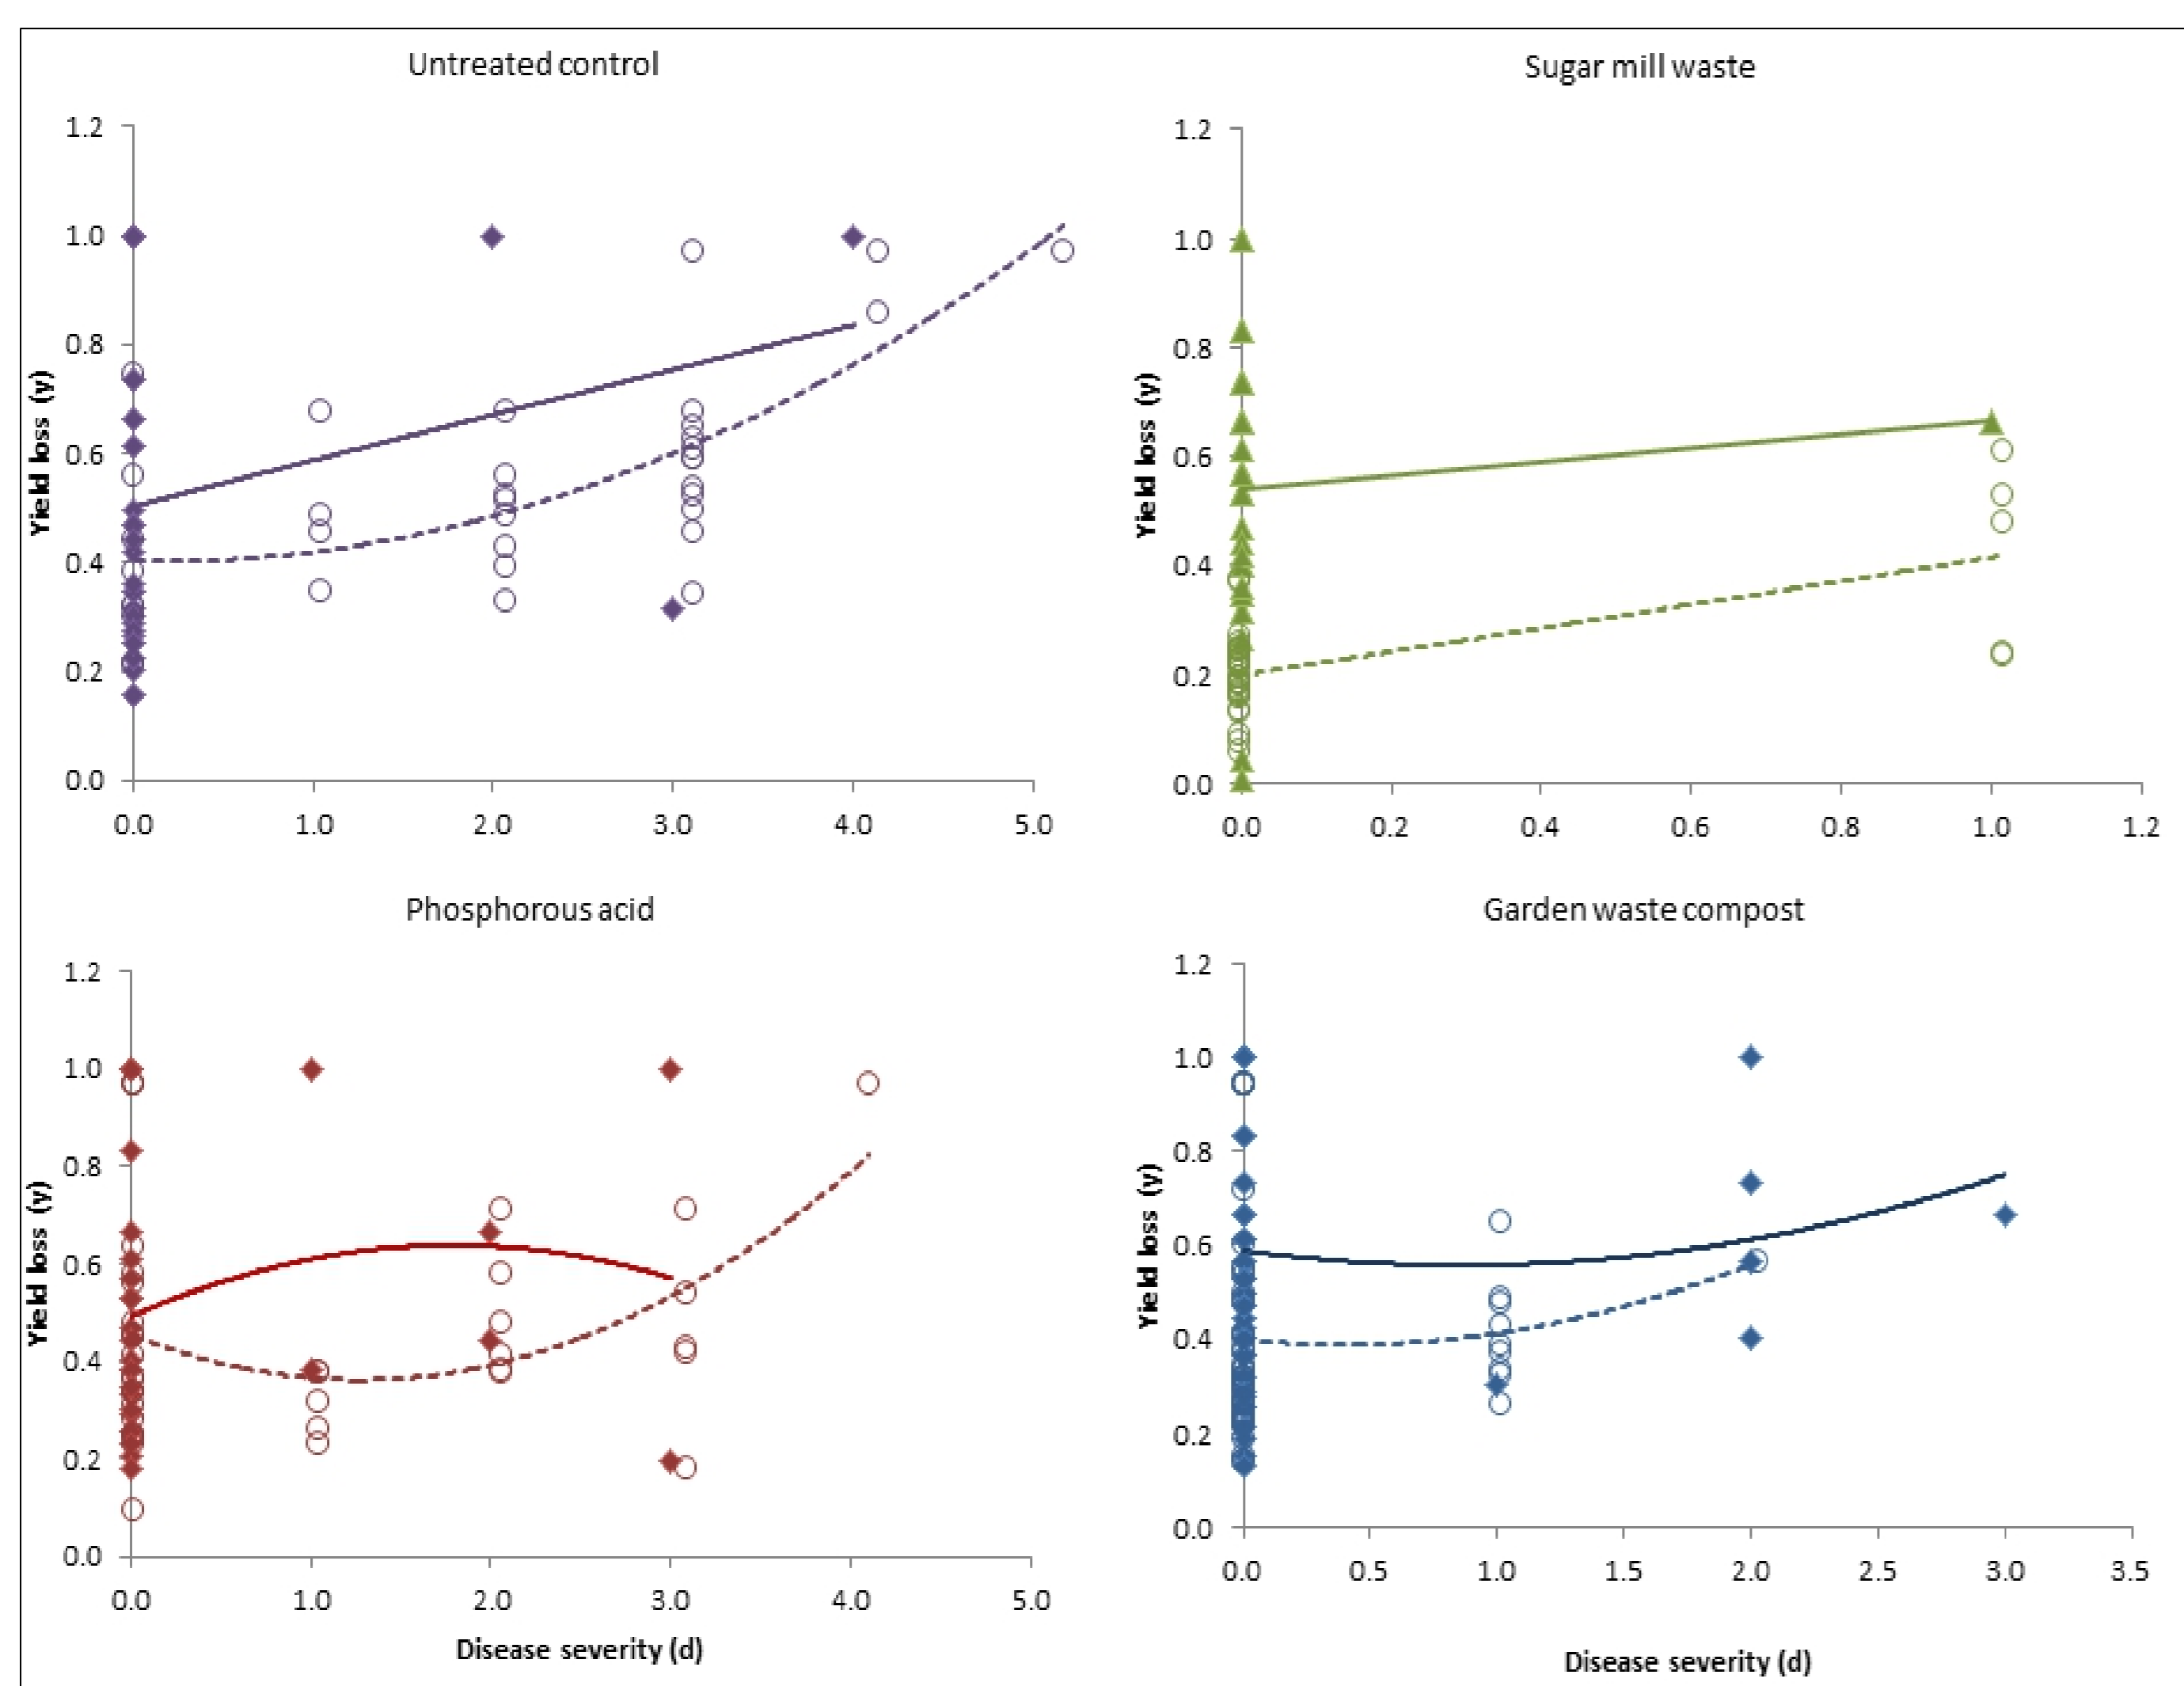 Untreated control
1.2
1.0
0.8
0.6
0.4
0.2
0.0
Yield loss (y)
0.0 1.0 2.0 3.0 4.0 5.0
Sugar mill waste
1.2
1.0
0.8
0.6
0.4
0.2
0.0
Yield loss (y)
0.0 0.2 0.4 0.6 0.8 1.0 1.2
Phosphorous acid
1.2
1.0
0.8
0.6
0.4
0.2
0.0
Yield loss (y)
0.0 1.0 2.0 3.0 4.0 5.0
Disease severity (d)
Garden waste compost
1.2
1.0
0.8
0.6
0.4
0.2
0.0
Yield loss (y)
0.0 0.5 1.0 1.5 2.0 2.5 3.0 3.5
Disease severity (d)